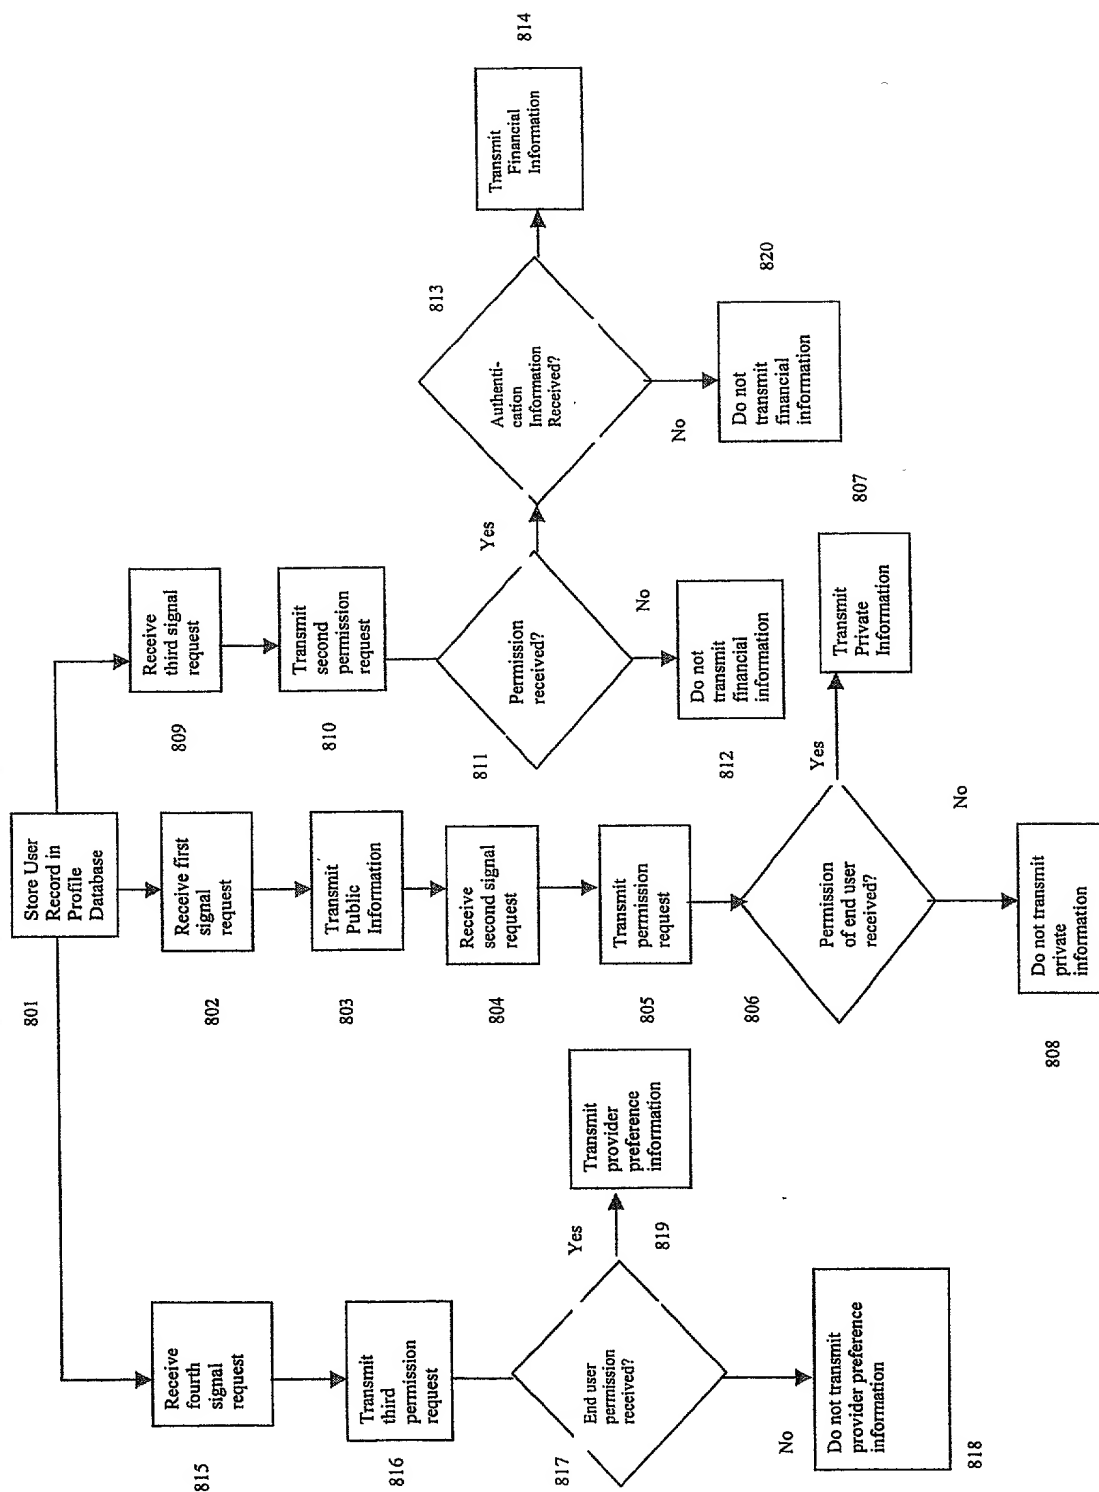 Store User
Record in
Profile
Database
801
Receive fourth
signal
request
815
Transmit
third
permission
request
816
End user
permission
received?
817
Yes
Transmit
provider
preference
information
819
No
Do not transmit
provider preference
information
818
Receive first
signal
request
802
Transmit
Public
Information
803
Receive
second signal
request
804
Transmit
permission
request
805
Permission
of end user
received?
806
Yes
Transmit
Private
Information
807
No
Do not transmit
private
information
808
Receive
third signal
request
809
Transmit
second
permission
request
810
Permission
received?
811
No
Do not
transmit
financial
information
812
Yes
Authenti-
cation
Information
Received?
813
Transmit
Financial
Information
814
No
Do not
transmit
financial
information
820